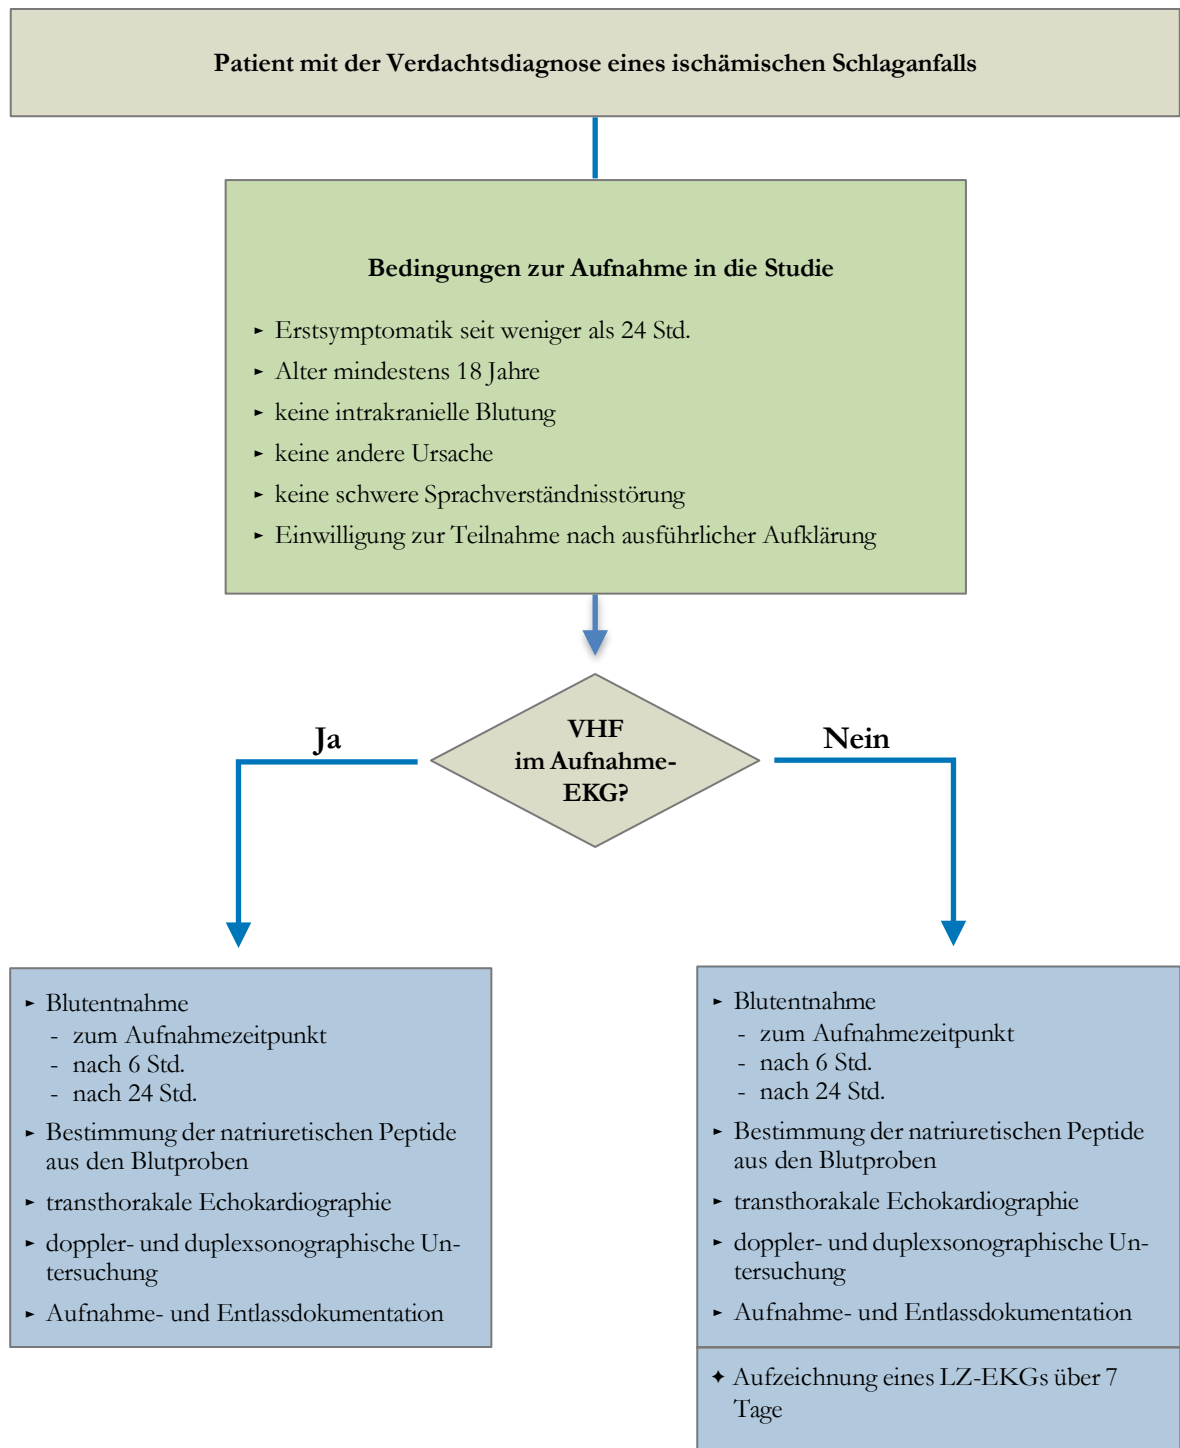 Patient mit der Verdachtsdiagnose eines ischämischen Schlaganfalls
Bedingungen zur Aufnahme in die Studie
► Erstsymptomatik seit weniger als 24 Std.
► Alter mindestens 18 Jahre
► keine intrakranielle Blutung
► keine andere Ursache
► keine schwere Sprachverständnisstörung
► Einwilligung zur Teilnahme nach ausführlicher Aufklärung
VHF
im Aufnahme-
EKG?
Ja
Nein
► Blutentnahme
- zum Aufnahmezeitpunkt
- nach 6 Std.
- nach 24 Std.
► Bestimmung der natriuretischen Peptide
aus den Blutproben
► transthorakale Echokardiographie
► doppler- und duplexsonographische Un-
tersuchung
► Aufnahme- und Entlassdokumentation
► Blutentnahme
- zum Aufnahmezeitpunkt
- nach 6 Std.
- nach 24 Std.
► Bestimmung der natriuretischen Peptide
aus den Blutproben
► transthorakale Echokardiographie
► doppler- und duplexsonographische Un-
tersuchung
► Aufnahme- und Entlassdokumentation
✦ Aufzeichnung eines LZ-EKGs über 7
Tage